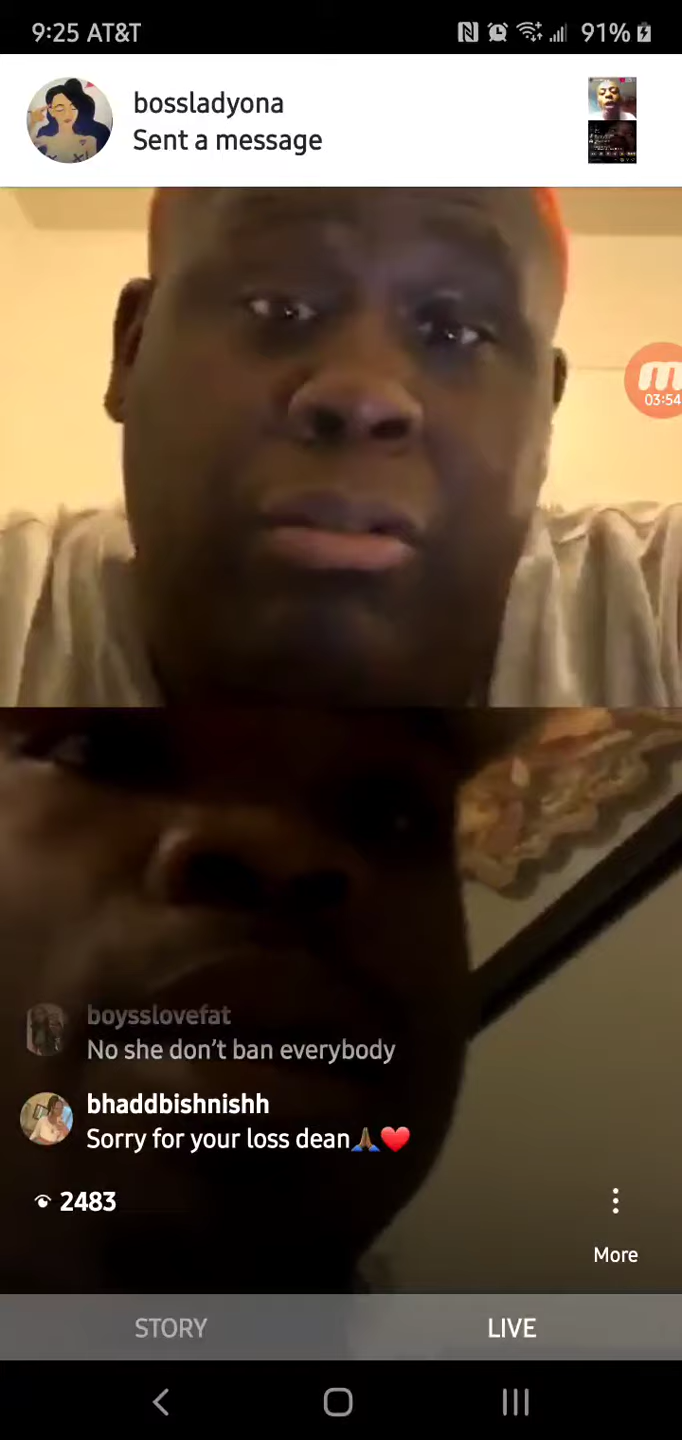 9:25 AT&T
91%
bossladyona
Sent a message
m
03:54
boysslovefat
No she don't ban everybody
bhaddbishnishh
Sorry for your loss dean🙏🏾❤️
2483
More
STORY
LIVE